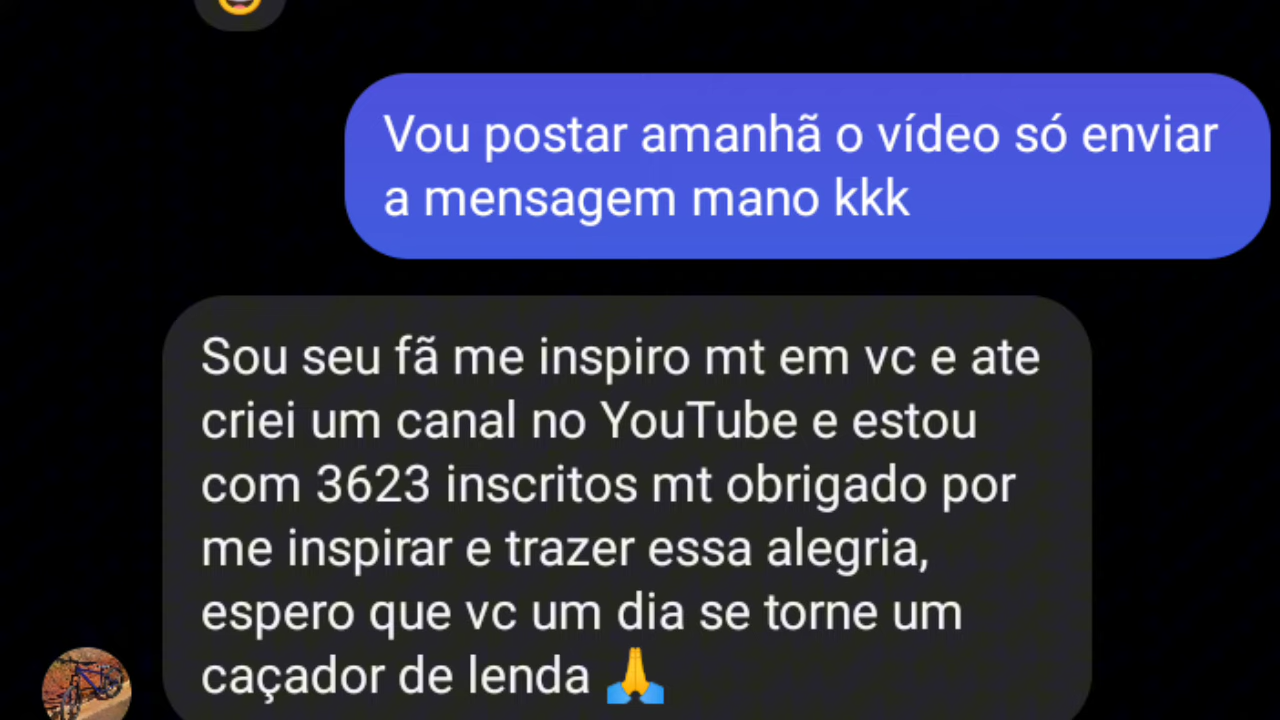 Vou postar amanhã o vídeo só enviar
a mensagem mano kkk
Sou seu fã me inspiro mt em vc e ate
criei um canal no YouTube e estou
com 3623 inscritos mt obrigado por
me inspirar e trazer essa alegria,
espero que vc um dia se torne um
caçador de lenda 🙏